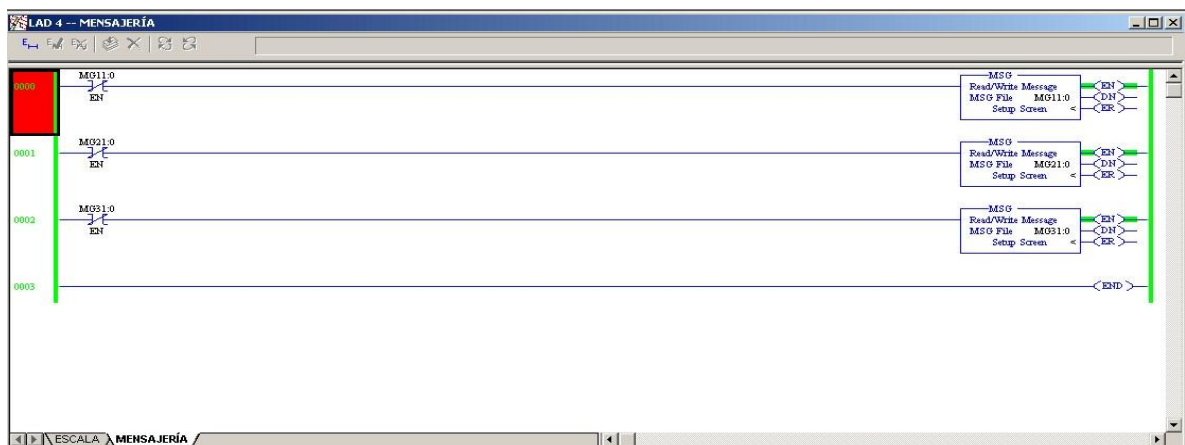 LAD 4 -- MENSAJERÍA
0000
MG11:0
EN
MSG
Read/Write Message
MSG File MG11:0
Setup Screen <
EN
DN
ER
0001
MG21:0
EN
MSG
Read/Write Message
MSG File MG21:0
Setup Screen <
EN
DN
ER
0002
MG31:0
EN
MSG
Read/Write Message
MSG File MG31:0
Setup Screen <
EN
DN
ER
0003
END
ESCALA MENSAJERÍA